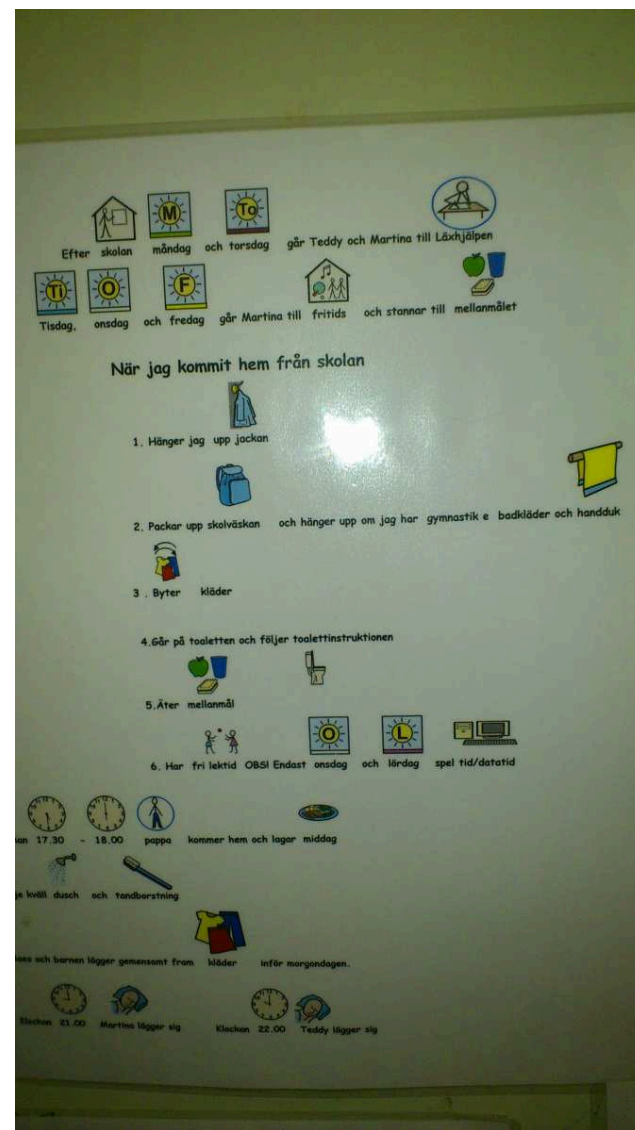 M To
Efter skolan måndag och torsdag går Teddy och Martina till Läxhjälpen
Ti O F
Tisdag, onsdag och fredag går Martina till fritids och stannar till mellanmålet
När jag kommit hem från skolan
1. Hänger jag upp jackan
2. Packar upp skolväskan och hänger upp om jag har gymnastik e badkläder och handduk
3 . Byter kläder
4.Går på toaletten och följer toalettinstruktionen
5.Äter mellanmål
O L
6. Har fri lektid OBS! Endast onsdag och lördag spel tid/datatid
17.30 - 18.00 pappa kommer hem och lagar middag
kväll dusch och tandborstning
och barnen lägger gemensamt fram kläder inför morgondagen.
Klockan 21.00 Martina lägger sig Klockan 22.00 Teddy lägger sig